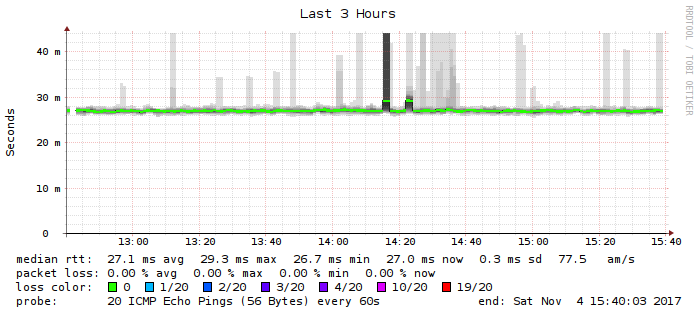 Last 3 Hours
RRDTOOL / TOBI OETIKER
Seconds
40 m
30 m
20 m
10 m
0
13:00 13:20 13:40 14:00 14:20 14:40 15:00 15:20 15:40
median rtt: 27.1 ms avg 29.3 ms max 26.7 ms min 27.0 ms now 0.3 ms sd 77.5 am/s
packet loss: 0.00 % avg 0.00 % max 0.00 % min 0.00 % now
loss color: 0 1/20 2/20 3/20 4/20 10/20 19/20
probe: 20 ICMP Echo Pings (56 Bytes) every 60s end: Sat Nov 4 15:40:03 2017